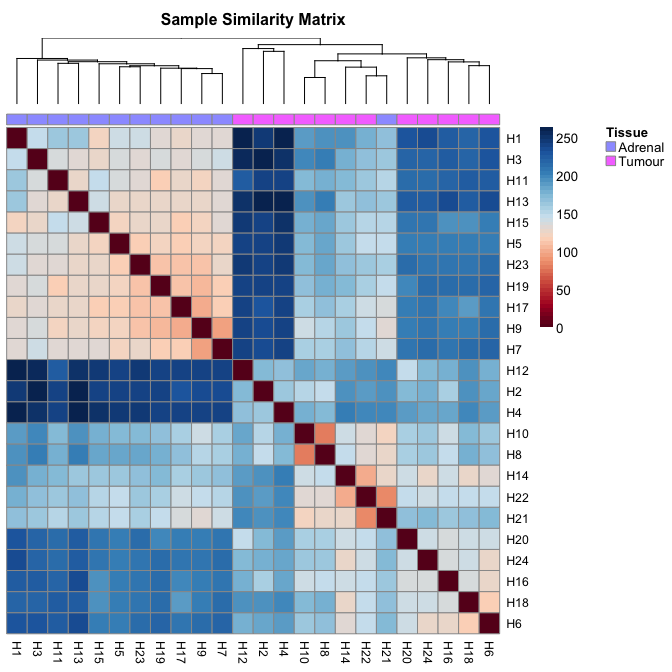 Sample Similarity Matrix
Tissue
Adrenal
Tumour
250
200
150
100
50
0
H1
H3
H11
H13
H15
H5
H23
H19
H17
H9
H7
H12
H2
H4
H10
H8
H14
H22
H21
H20
H24
H16
H18
H6
H1 H3 H11 H13 H15 H5 H23 H19 H17 H9 H7 H12 H2 H4 H10 H8 H14 H22 H21 H20 H24 H16 H18 H6